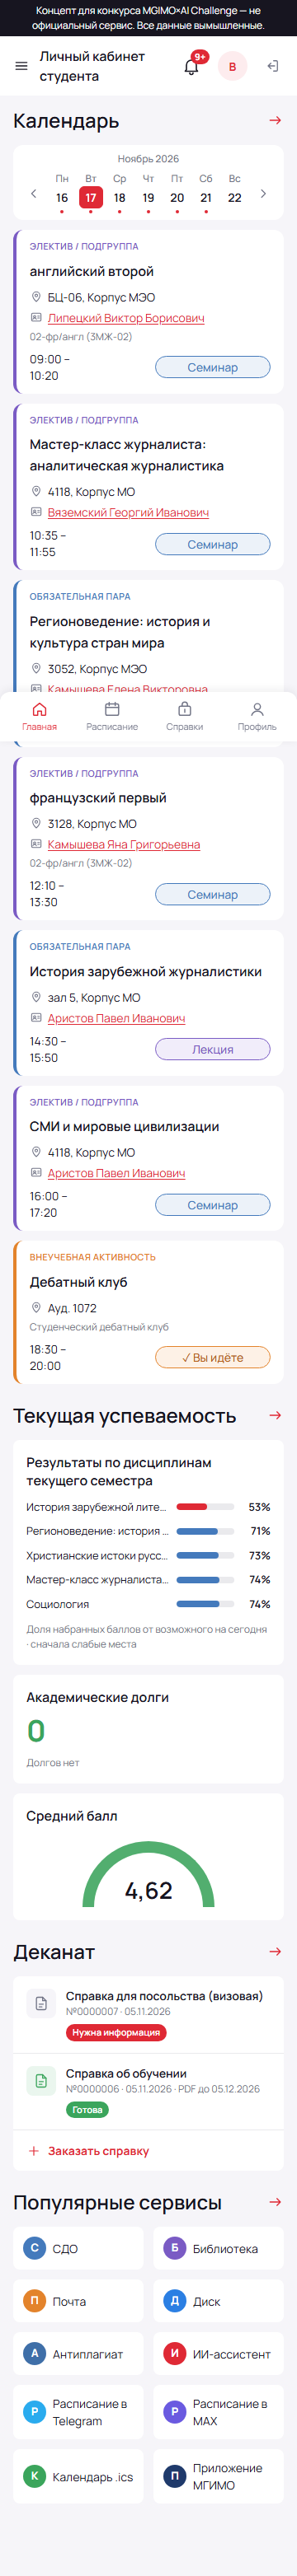 Концепт для конкурса MGIMO×AI Challenge — не
официальный сервис. Все данные вымышленные.
Личный кабинет
студента
9+
В
Календарь
Ноябрь 2026
Пн Вт Ср Чт Пт Сб Вс
16 17 18 19 20 21 22
ЭЛЕКТИВ / ПОДГРУППА
английский второй
БЦ-06, Корпус МЭО
Липецкий Виктор Борисович
02-фр/англ (3МЖ-02)
09:00 –
10:20
Семинар
ЭЛЕКТИВ / ПОДГРУППА
Мастер-класс журналиста:
аналитическая журналистика
4118, Корпус МО
Вяземский Георгий Иванович
10:35 –
11:55
Семинар
ОБЯЗАТЕЛЬНАЯ ПАРА
Регионоведение: история и
культура стран мира
3052, Корпус МЭО
Камышева Елена Викторовна
Главная
Расписание
Справки
Профиль
ЭЛЕКТИВ / ПОДГРУППА
французский первый
3128, Корпус МО
Камышева Яна Григорьевна
02-фр/англ (3МЖ-02)
12:10 –
13:30
Семинар
ОБЯЗАТЕЛЬНАЯ ПАРА
История зарубежной журналистики
зал 5, Корпус МО
Аристов Павел Иванович
14:30 –
15:50
Лекция
ЭЛЕКТИВ / ПОДГРУППА
СМИ и мировые цивилизации
4118, Корпус МО
Аристов Павел Иванович
16:00 –
17:20
Семинар
ВНЕУЧЕБНАЯ АКТИВНОСТЬ
Дебатный клуб
Ауд. 1072
Студенческий дебатный клуб
18:30 –
20:00
✓ Вы идёте
Текущая успеваемость
Результаты по дисциплинам
текущего семестра
История зарубежной лите... 53%
Регионоведение: история ... 71%
Христианские истоки русс... 73%
Мастер-класс журналиста... 74%
Социология 74%
Доля набранных баллов от возможного на сегодня
· сначала слабые места
Академические долги
0
Долгов нет
Средний балл
4,62
Деканат
Справка для посольства (визовая)
№0000007 · 05.11.2026
Нужна информация
Справка об обучении
№0000006 · 05.11.2026 · PDF до 05.12.2026
Готова
Заказать справку
Популярные сервисы
С СДО
Б Библиотека
П Почта
Д Диск
А Антиплагиат
И ИИ-ассистент
Р Расписание в
Telegram
Р Расписание в
MAX
К Календарь .ics
П Приложение
МГИМО